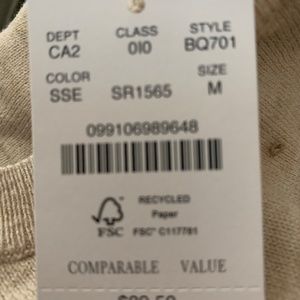 DEPT CLASS STYLE
CA2 010 BQ701
COLOR SIZE
SSE SR1565 M
099106989648
RECYCLED
Paper
FSC
FSC® C117781
COMPARABLE VALUE